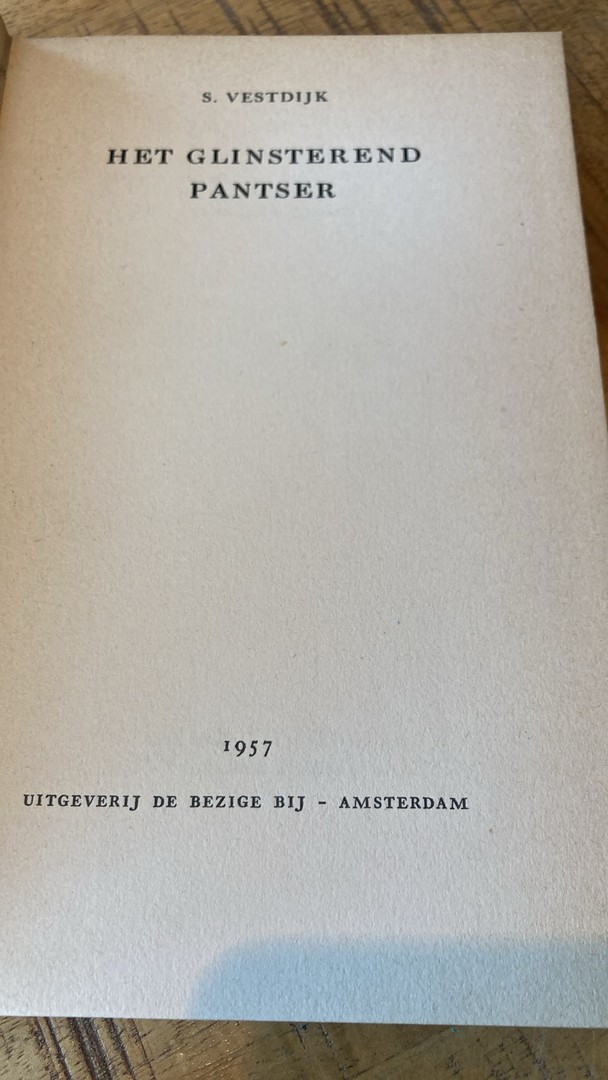 S. VESTDIJK
HET GLINSTEREND
PANTSER
1957
UITGEVERIJ DE BEZIGE BIJ – AMSTERDAM